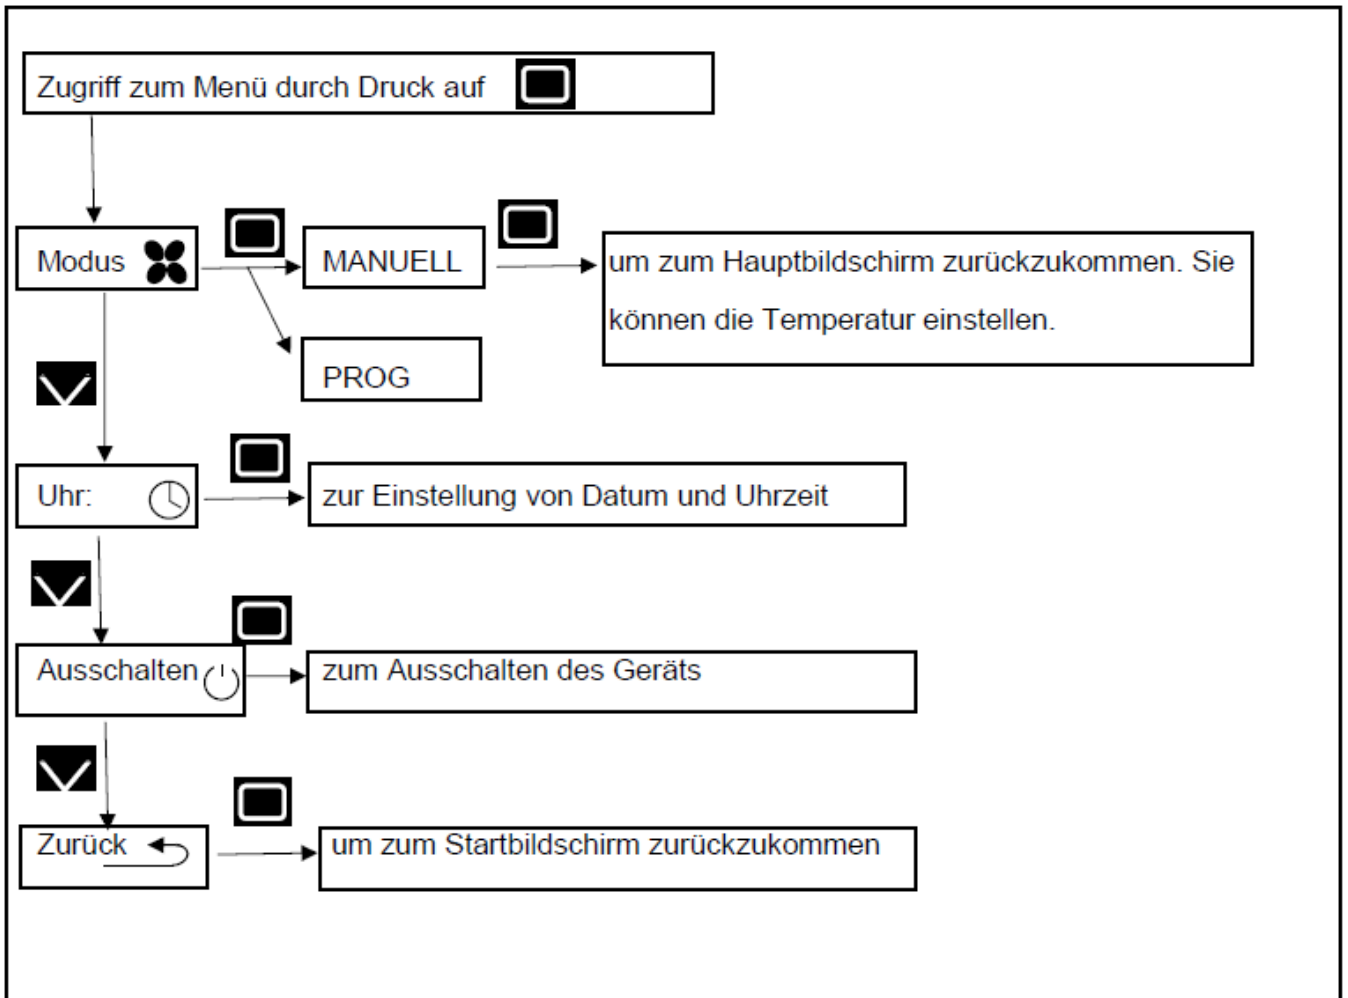 Zugriff zum Menü durch Druck auf
Modus
MANUELL
um zum Hauptbildschirm zurückzukommen. Sie
können die Temperatur einstellen.
PROG
Uhr:
zur Einstellung von Datum und Uhrzeit
Ausschalten
zum Ausschalten des Geräts
Zurück
um zum Startbildschirm zurückzukommen